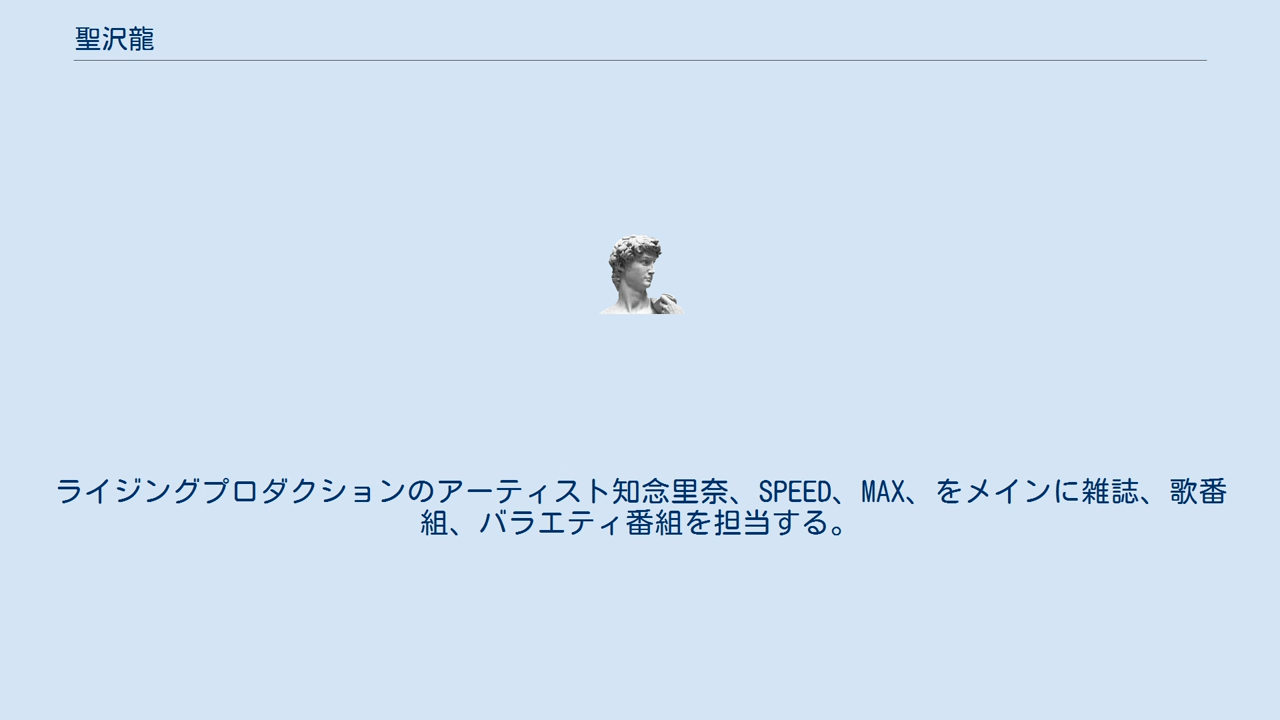 聖沢龍
ライジングプロダクションのアーティスト知念里奈、SPEED、MAX、をメインに雑誌、歌番
組、バラエティ番組を担当する。